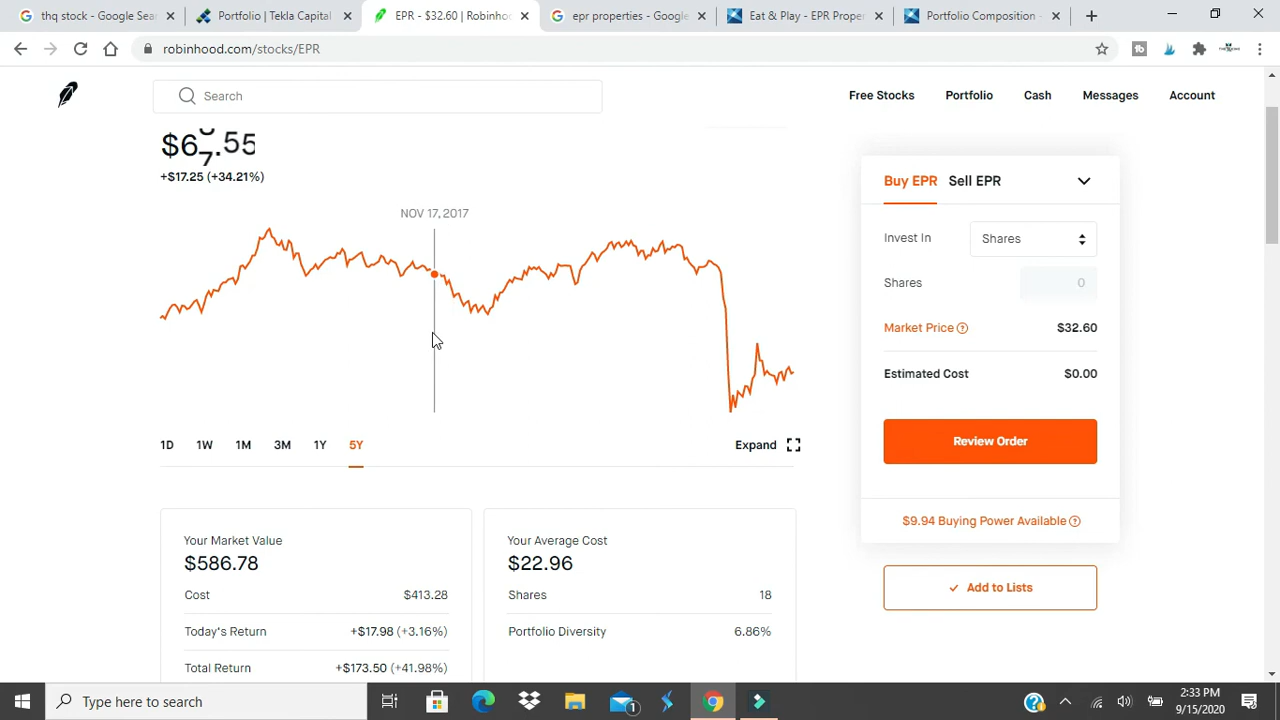 thq stock - Google Sear
Portfolio | Tekla Capital
EPR - $32.60 | Robinhood
epr properties - Google
Eat & Play - EPR Proper
Portfolio Composition -
robinhood.com/stocks/EPR
Search
Free Stocks
Portfolio
Cash
Messages
Account
.55
+$17.25 (+34.21%)
NOV 17, 2017
1D
1W
1M
3M
1Y
5Y
Expand
Buy EPR
Sell EPR
Invest In
Shares
Shares
0
Market Price ?
$32.60
Estimated Cost
$0.00
Review Order
$9.94 Buying Power Available ?
Add to Lists
Your Market Value
$586.78
Cost
$413.28
Today's Return
+$17.98 (+3.16%)
Total Return
+$173.50 (+41.98%)
Your Average Cost
$22.96
Shares
18
Portfolio Diversity
6.86%
Type here to search
1
2:33 PM
9/15/2020